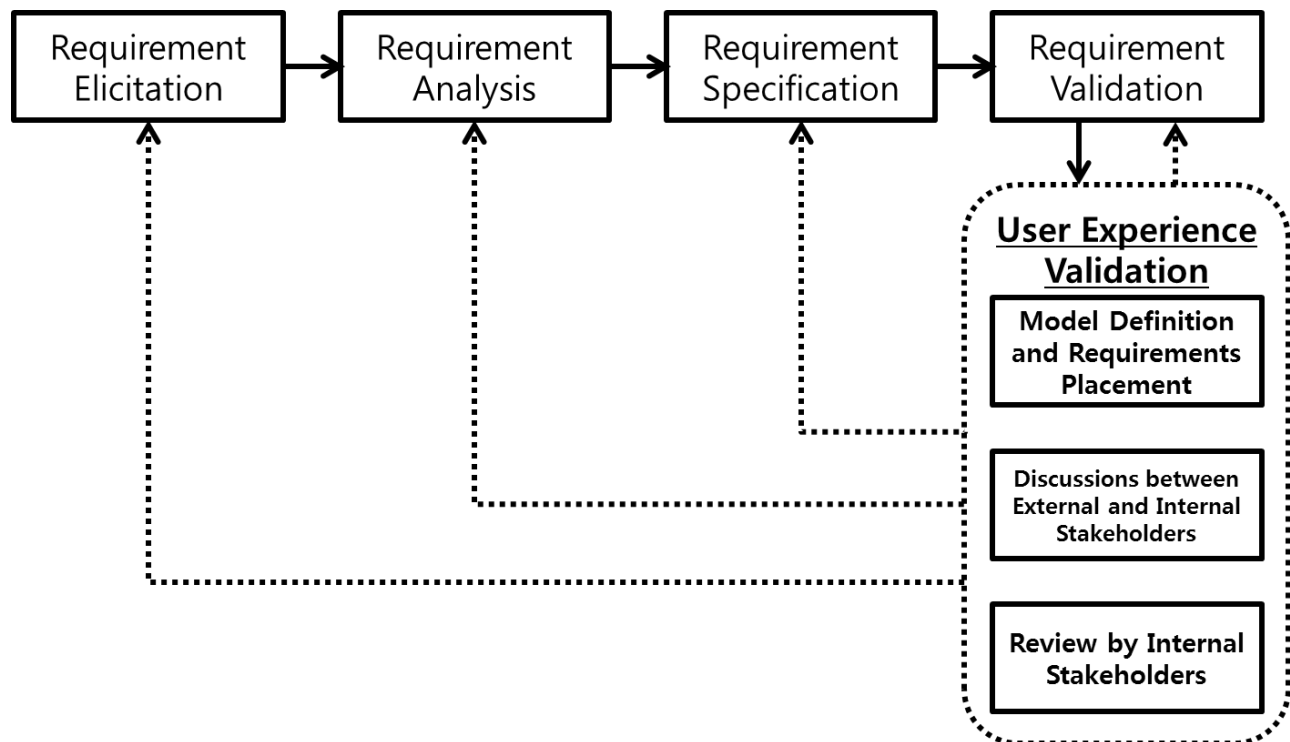 Requirement
Elicitation
Requirement
Analysis
Requirement
Specification
Requirement
Validation
User Experience
Validation
Model Definition
and Requirements
Placement
Discussions between
External and Internal
Stakeholders
Review by Internal
Stakeholders